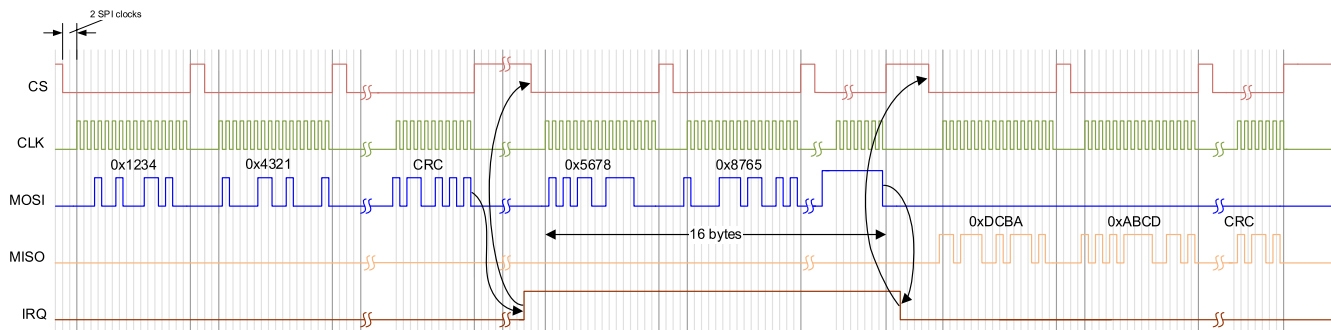 2 SPI clocks
CS
CLK
0x1234
0x4321
CRC
0x5678
0x8765
MOSI
0xDCBA
0xABCD
CRC
16 bytes
MISO
IRQ